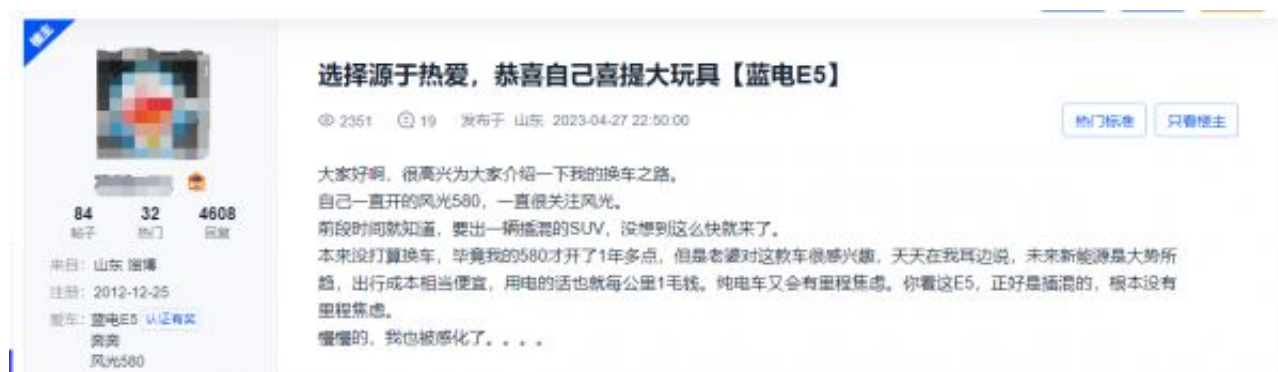 楼主
选择源于热爱，恭喜自己喜提大玩具【蓝电E5】
2351 19 发布于 山东 2023-04-27 22:50:00
热门标准 只看楼主
大家好啊，很高兴为大家介绍一下我的换车之路。
自己一直开的风光580，一直很关注风光。
前段时间就知道，要出一辆插混的SUV，没想到这么快就来了。
本来没打算换车，毕竟我的580才开了1年多点，但是老婆对这款车很感兴趣，天天在我耳边说，未来新能源是大势所
趋，出行成本相当便宜，用电的话也就每公里1毛钱。纯电车又会有里程焦虑。你看这E5，正好是插混的，根本没有
里程焦虑。
慢慢的，我也被感化了。。。。
84 32 4608
帖子 热门 回复
来自：山东 淄博
注册：2012-12-25
爱车：蓝电E5 认证有奖
奔奔
风光580